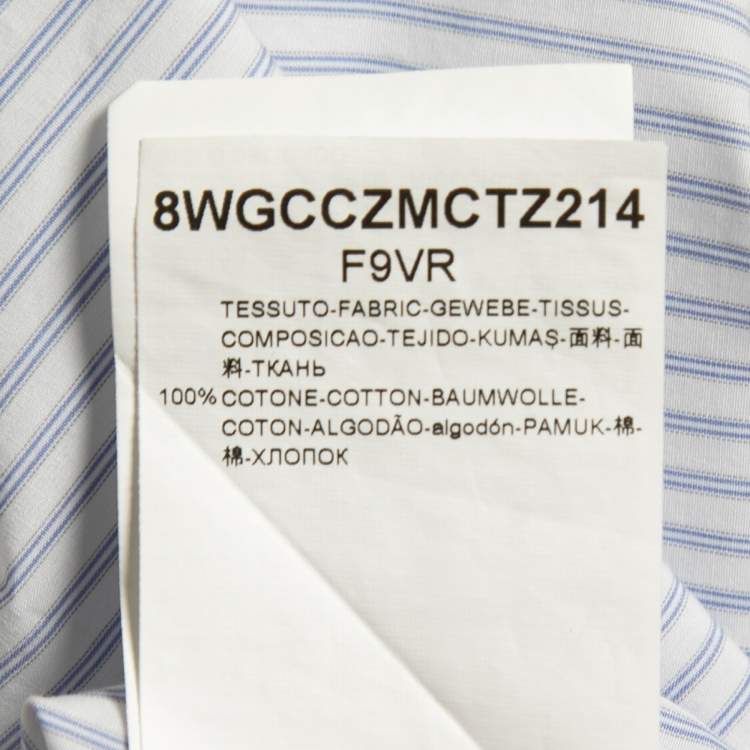 8WGCCZMCTZ214
F9VR
TESSUTO-FABRIC-GEWEBE-TISSUS-
COMPOSICAO-TEJIDO-KUMAŞ-面料-面
料-ТКАНЬ
100% COTONE-COTTON-BAUMWOLLE-
COTON-ALGODÃO-algodón-PAMUK-棉-
棉-ХЛОПОК